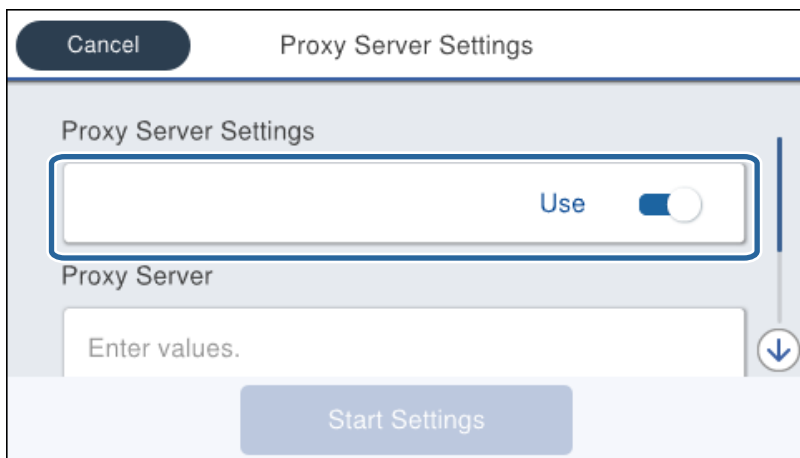 Cancel
Proxy Server Settings
Proxy Server Settings
Use
Proxy Server
Enter values.
Start Settings